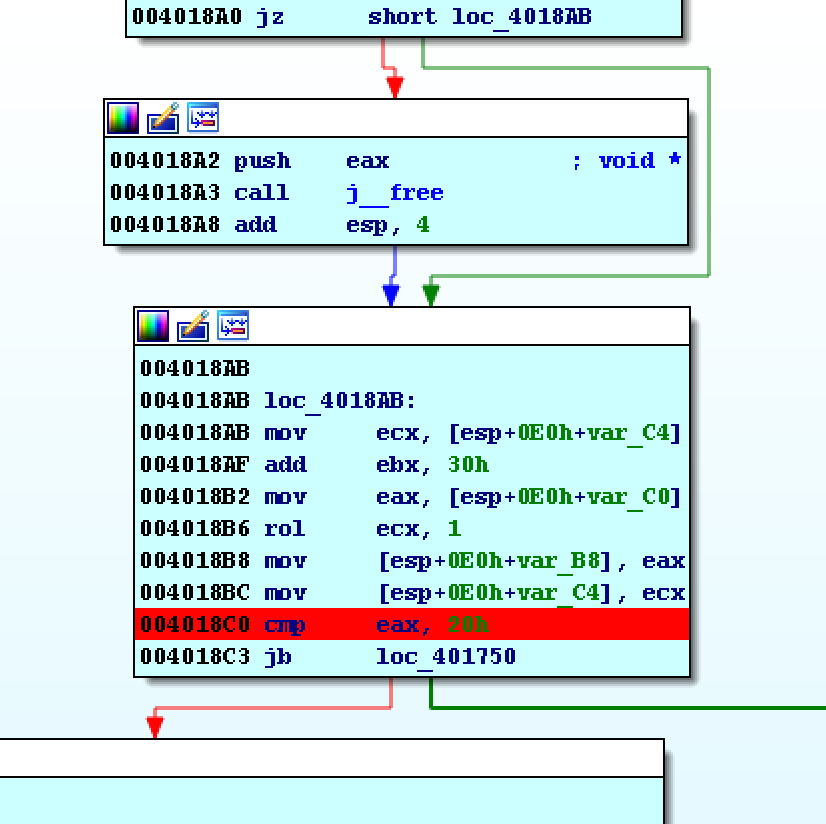 004018A0 jz short loc_4018AB
004018A2 push eax ; void *
004018A3 call j__free
004018A8 add esp, 4
004018AB
004018AB loc_4018AB:
004018AB mov ecx, [esp+0E0h+var_C4]
004018AF add ebx, 30h
004018B2 mov eax, [esp+0E0h+var_C0]
004018B6 rol ecx, 1
004018B8 mov [esp+0E0h+var_B8], eax
004018BC mov [esp+0E0h+var_C4], ecx
004018C0 cmp eax, 20h
004018C3 jb loc_401750